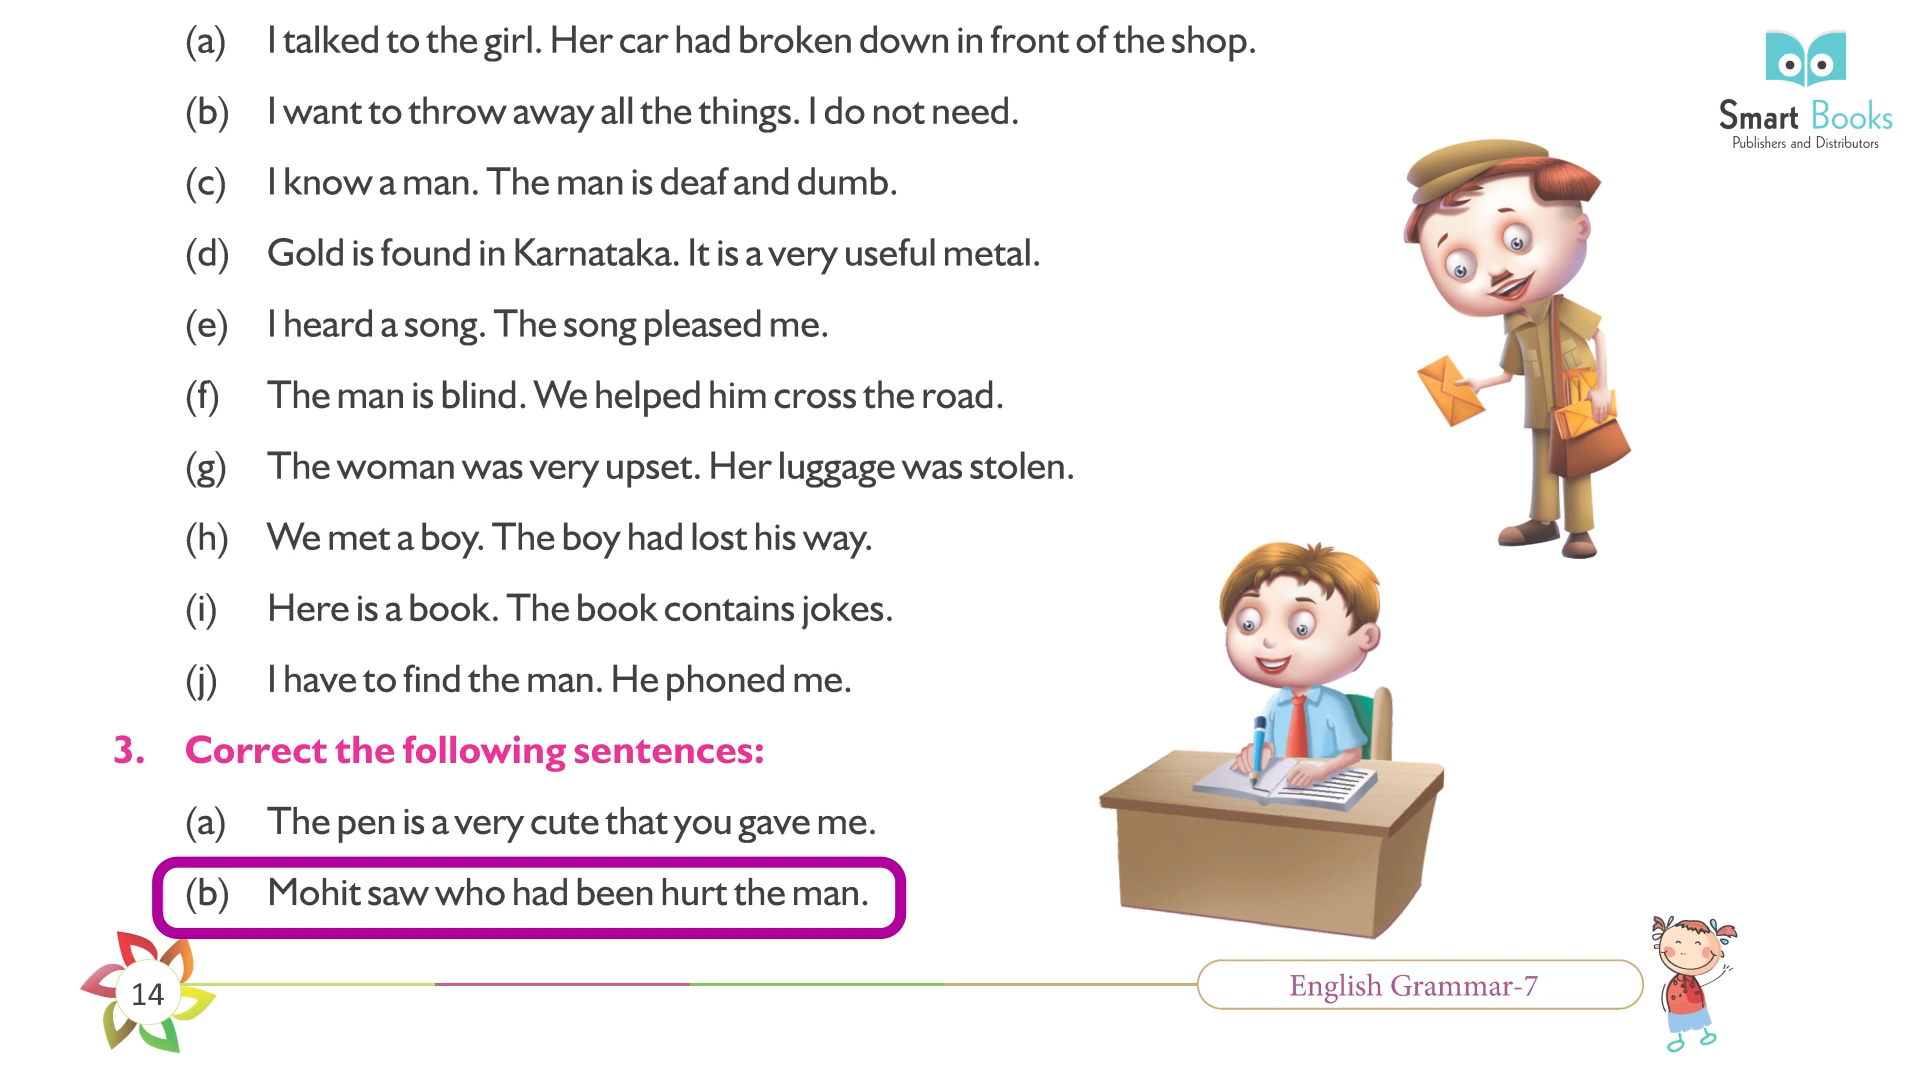 (a) I talked to the girl. Her car had broken down in front of the shop.
Smart Books
Publishers and Distributors
(b) I want to throw away all the things. I do not need.
(c) I know a man. The man is deaf and dumb.
(d) Gold is found in Karnataka. It is a very useful metal.
(e) I heard a song. The song pleased me.
(f) The man is blind. We helped him cross the road.
(g) The woman was very upset. Her luggage was stolen.
(h) We met a boy. The boy had lost his way.
(i) Here is a book. The book contains jokes.
(j) I have to find the man. He phoned me.
3. Correct the following sentences:
(a) The pen is a very cute that you gave me.
(b) Mohit saw who had been hurt the man.
14
English Grammar-7